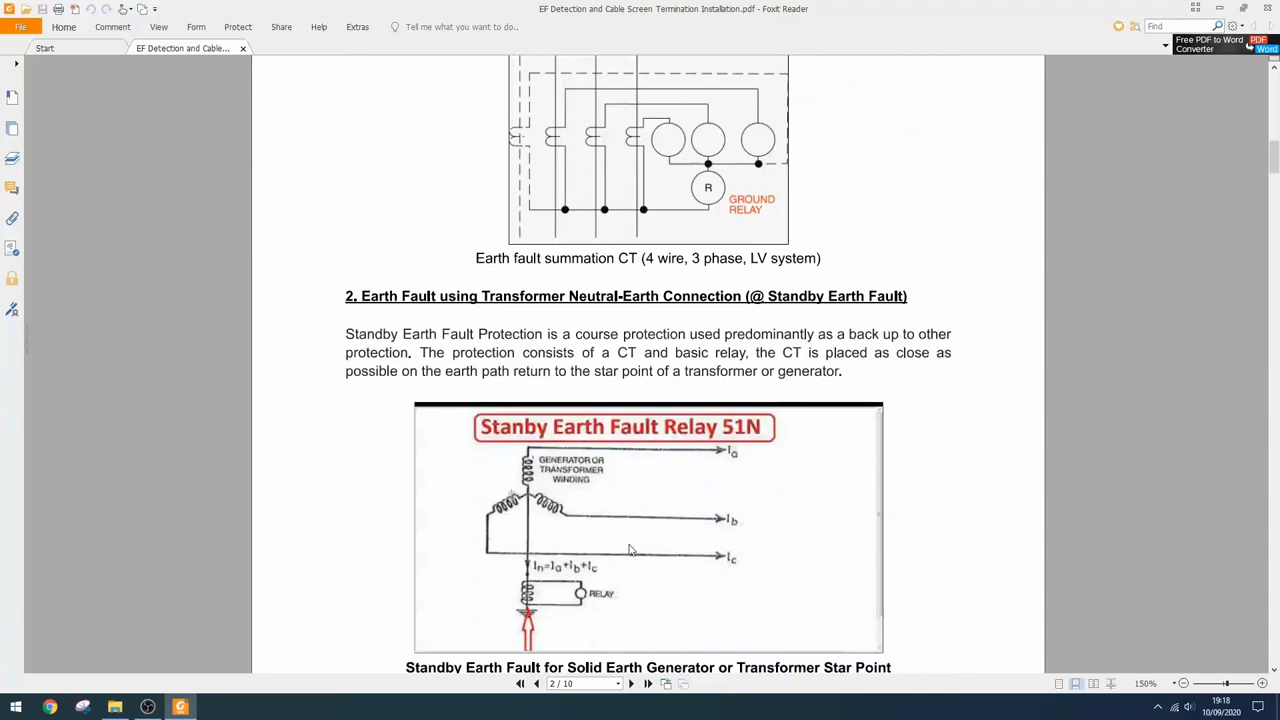 EF Detection and Cable Screen Termination Installation.pdf - Foxit Reader
File Home Comment View Form Protect Share Help Extras Tell me what you want to do... Find
Start EF Detection and Cable... Free PDF to Word Converter PDF Word
R
GROUND
RELAY
Earth fault summation CT (4 wire, 3 phase, LV system)
2. Earth Fault using Transformer Neutral-Earth Connection (@ Standby Earth Fault)
Standby Earth Fault Protection is a course protection used predominantly as a back up to other
protection. The protection consists of a CT and basic relay, the CT is placed as close as
possible on the earth path return to the star point of a transformer or generator.
Stanby Earth Fault Relay 51N
Ia
GENERATOR OR
TRANSFORMER
WINDING
Ib
Ic
In=Ia+Ib+Ic
RELAY
Standby Earth Fault for Solid Earth Generator or Transformer Star Point
2 / 10 150%
19:18
10/09/2020